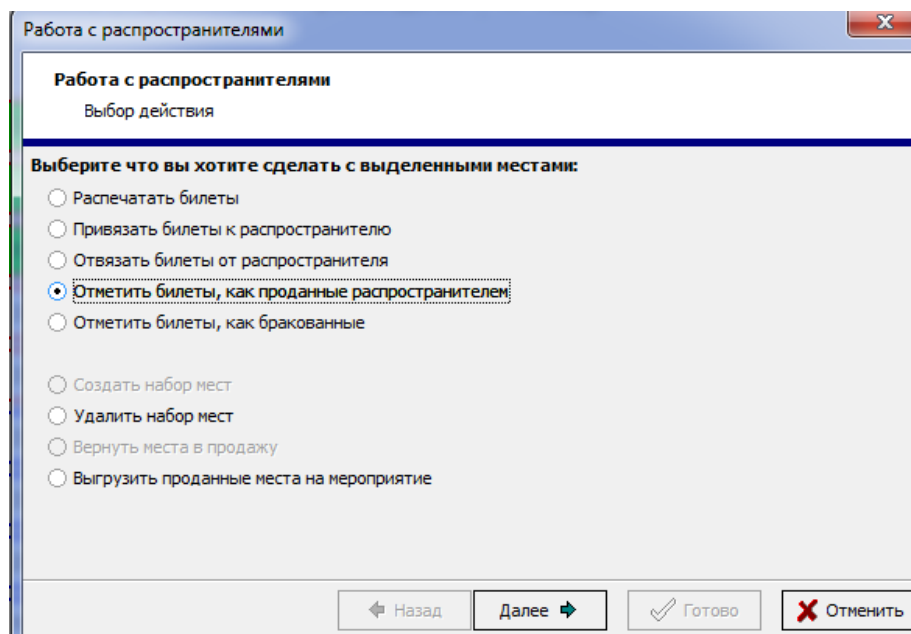 Работа с распространителями
Работа с распространителями
Выбор действия
Выберите что вы хотите сделать с выделенными местами:
Распечатать билеты
Привязать билеты к распространителю
Отвязать билеты от распространителя
Отметить билеты, как проданные распространителем
Отметить билеты, как бракованные
Создать набор мест
Удалить набор мест
Вернуть места в продажу
Выгрузить проданные места на мероприятие
Назад Далее Готово Отменить